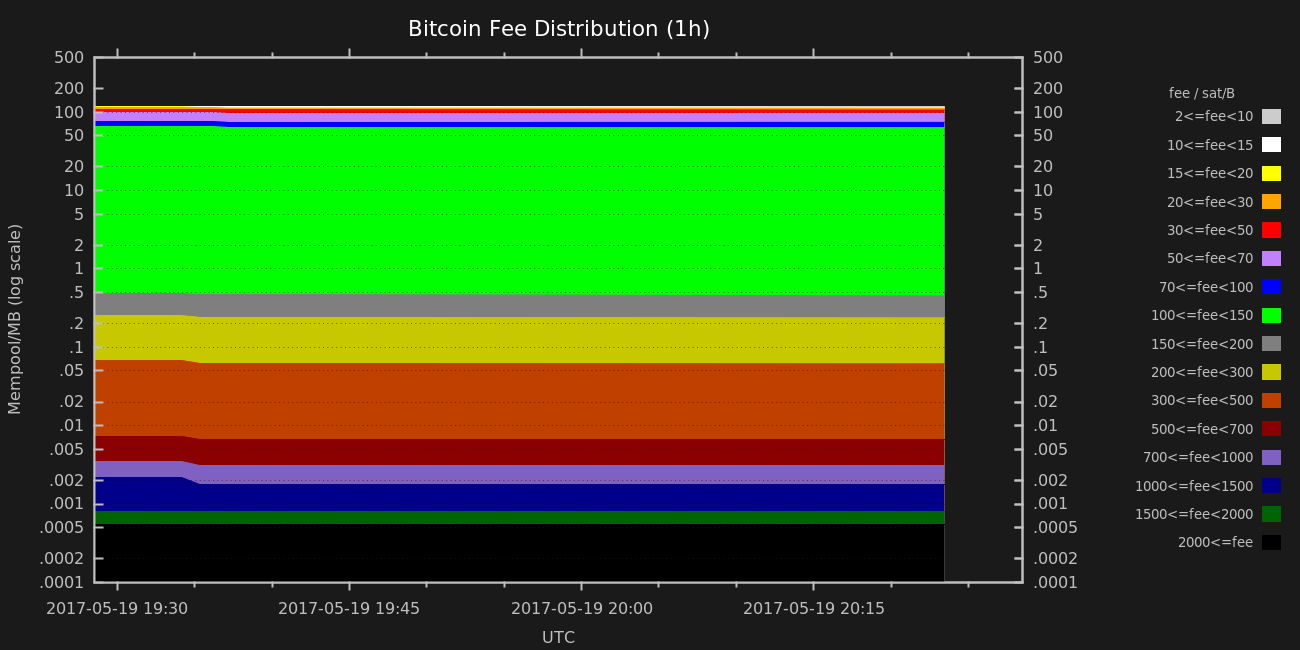 Bitcoin Fee Distribution (1h)
500
200
100
50
20
10
5
2
1
.5
.2
.1
.05
.02
.01
.005
.002
.001
.0005
.0002
.0001
Mempool/MB (log scale)
500
200
100
50
20
10
5
2
1
.5
.2
.1
.05
.02
.01
.005
.002
.001
.0005
.0002
.0001
2017-05-19 19:30 2017-05-19 19:45 2017-05-19 20:00 2017-05-19 20:15
UTC
fee / sat/B
2<=fee<10
10<=fee<15
15<=fee<20
20<=fee<30
30<=fee<50
50<=fee<70
70<=fee<100
100<=fee<150
150<=fee<200
200<=fee<300
300<=fee<500
500<=fee<700
700<=fee<1000
1000<=fee<1500
1500<=fee<2000
2000<=fee